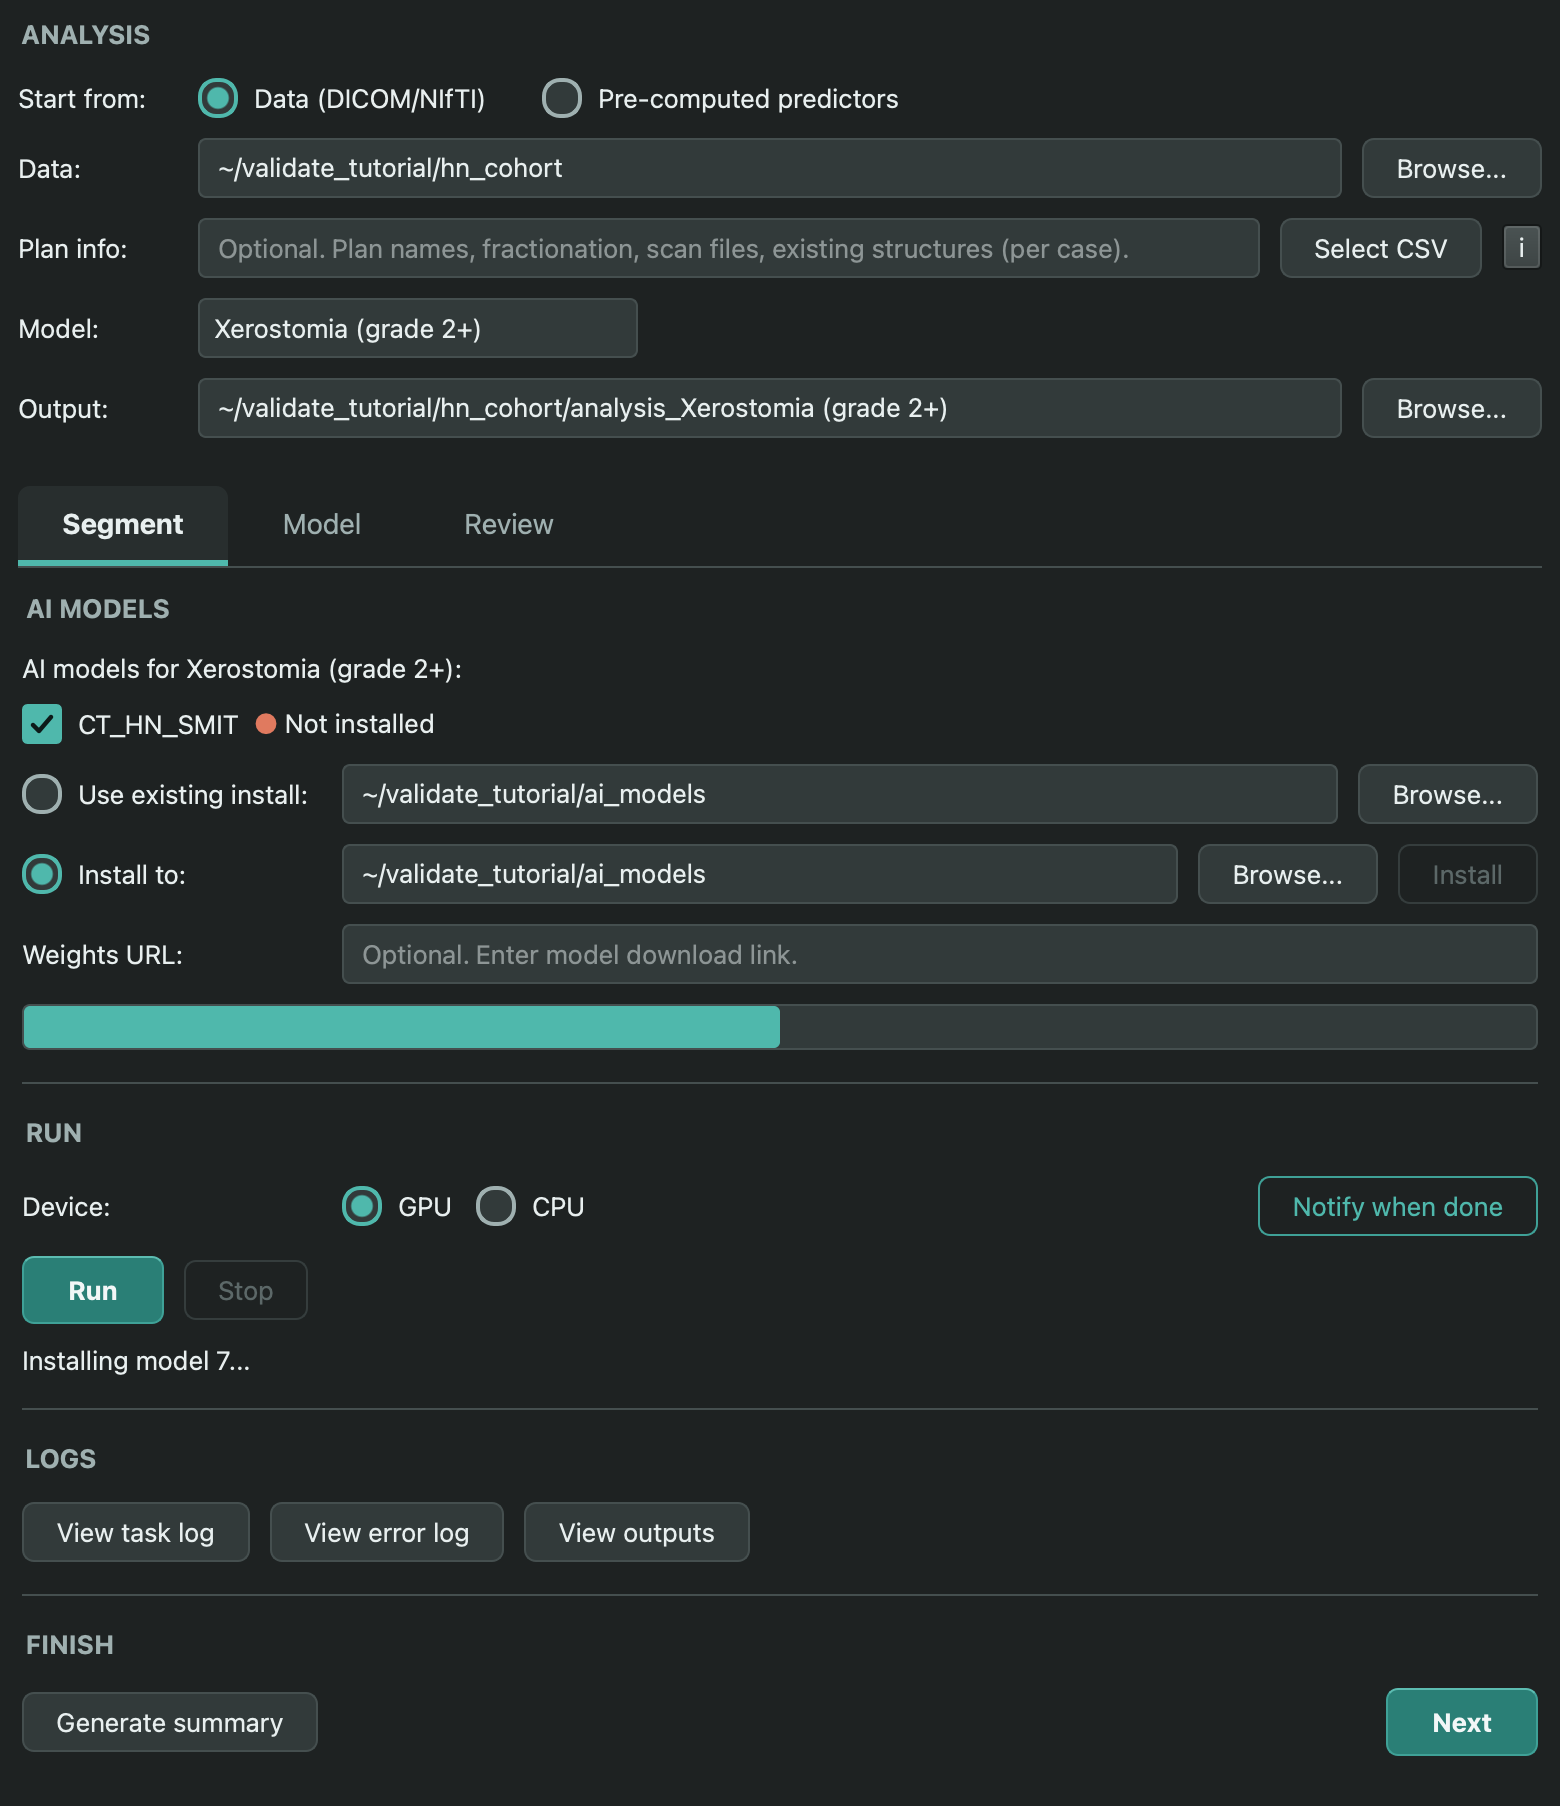 ANALYSIS
Start from: Data (DICOM/NIfTI) Pre-computed predictors
Data: ~/validate_tutorial/hn_cohort Browse...
Plan info: Optional. Plan names, fractionation, scan files, existing structures (per case). Select CSV i
Model: Xerostomia (grade 2+)
Output: ~/validate_tutorial/hn_cohort/analysis_Xerostomia (grade 2+) Browse...
Segment Model Review
AI MODELS
AI models for Xerostomia (grade 2+):
CT_HN_SMIT Not installed
Use existing install: ~/validate_tutorial/ai_models Browse...
Install to: ~/validate_tutorial/ai_models Browse... Install
Weights URL: Optional. Enter model download link.
RUN
Device: GPU CPU Notify when done
Run Stop
Installing model 7...
LOGS
View task log View error log View outputs
FINISH
Generate summary Next